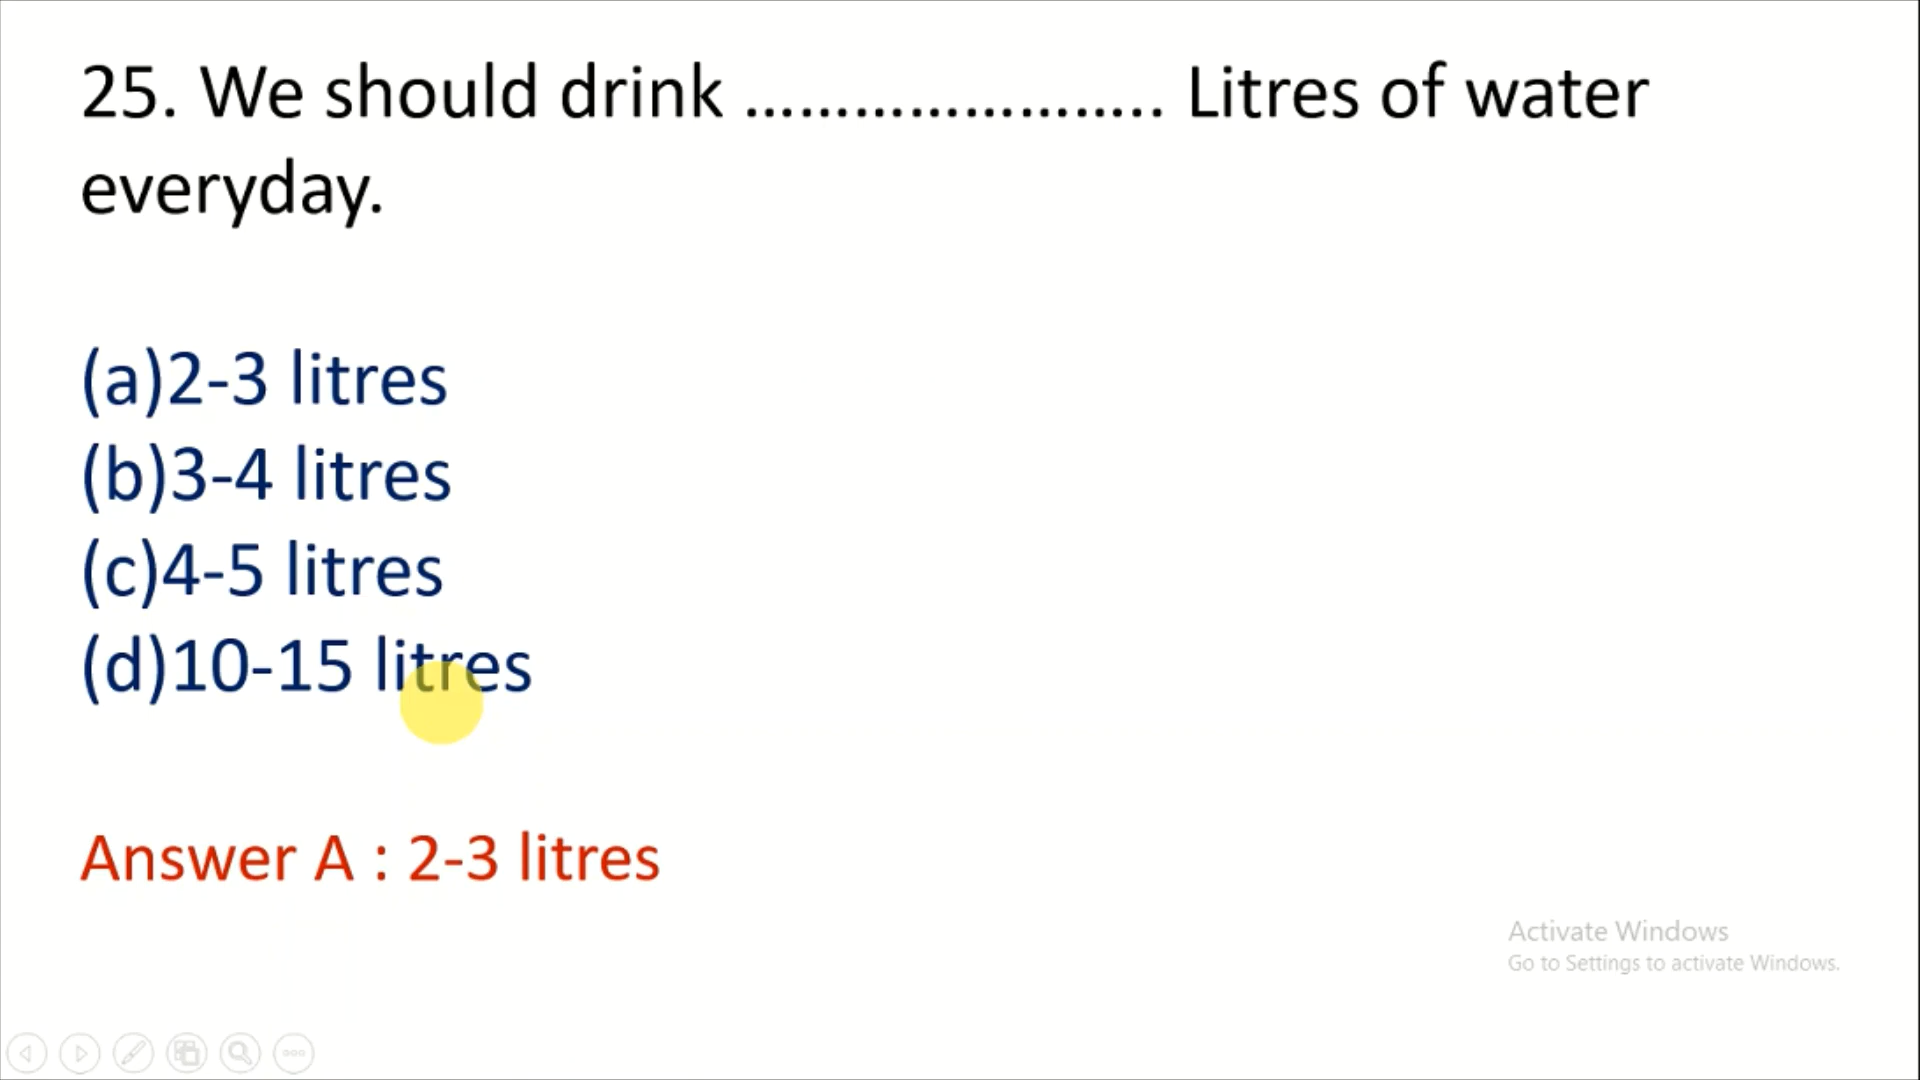 25. We should drink ........................ Litres of water
everyday.
(a)2-3 litres
(b)3-4 litres
(c)4-5 litres
(d)10-15 litres
Answer A : 2-3 litres
Activate Windows
Go to Settings to activate Windows.